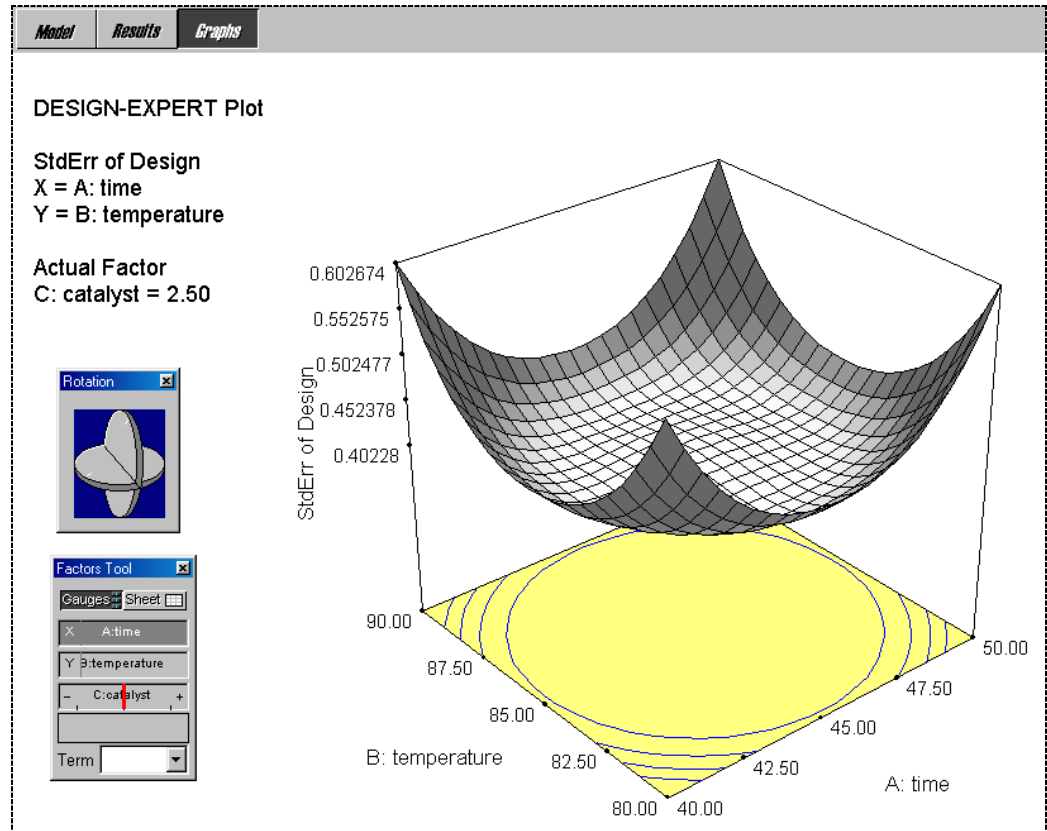 Model Results Graphs
DESIGN-EXPERT Plot
StdErr of Design
X = A: time
Y = B: temperature
Actual Factor
C: catalyst = 2.50
Rotation
Factors Tool
Gauges Sheet
X A:time
Y B:temperature
− C:catalyst +
Term
StdErr of Design
0.602674
0.552575
0.502477
0.452378
0.40228
90.00
87.50
85.00
82.50
80.00
B: temperature
40.00
42.50
45.00
47.50
50.00
A: time